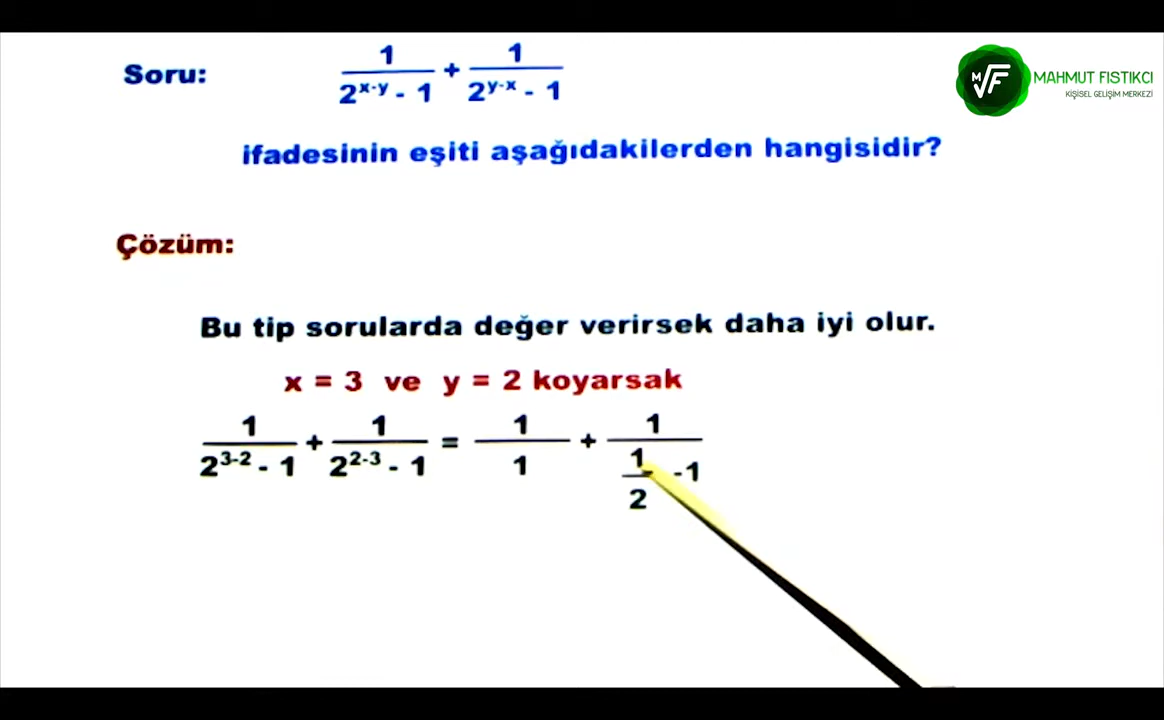 Soru: 1/(2^(x-y) - 1) + 1/(2^(y-x) - 1)
M√F MAHMUT FISTIKCI
KİŞİSEL GELİŞİM MERKEZİ
ifadesinin eşiti aşağıdakilerden hangisidir?
Çözüm:
Bu tip sorularda değer verirsek daha iyi olur.
x = 3 ve y = 2 koyarsak
1/(2^(3-2) - 1) + 1/(2^(2-3) - 1) = 1/1 + 1/(1/2 -1)